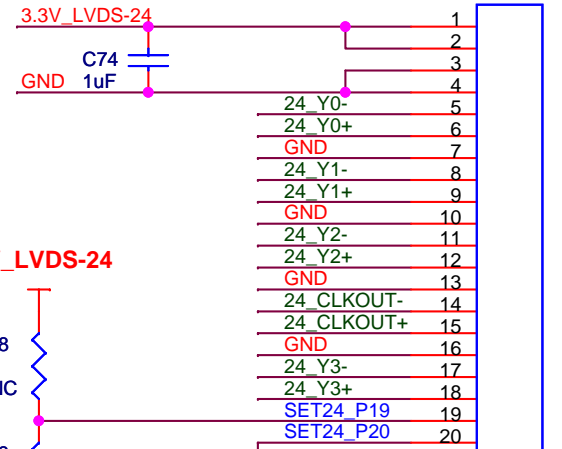 3.3V_LVDS-24 1
2
C74 3
GND 1uF 4
24_Y0- 5
24_Y0+ 6
GND 7
24_Y1- 8
24_Y1+ 9
GND 10
24_Y2- 11
24_Y2+ 12
_LVDS-24
GND 13
24_CLKOUT- 14
24_CLKOUT+ 15
8 GND 16
24_Y3- 17
IC 24_Y3+ 18
SET24_P19 19
SET24_P20 20